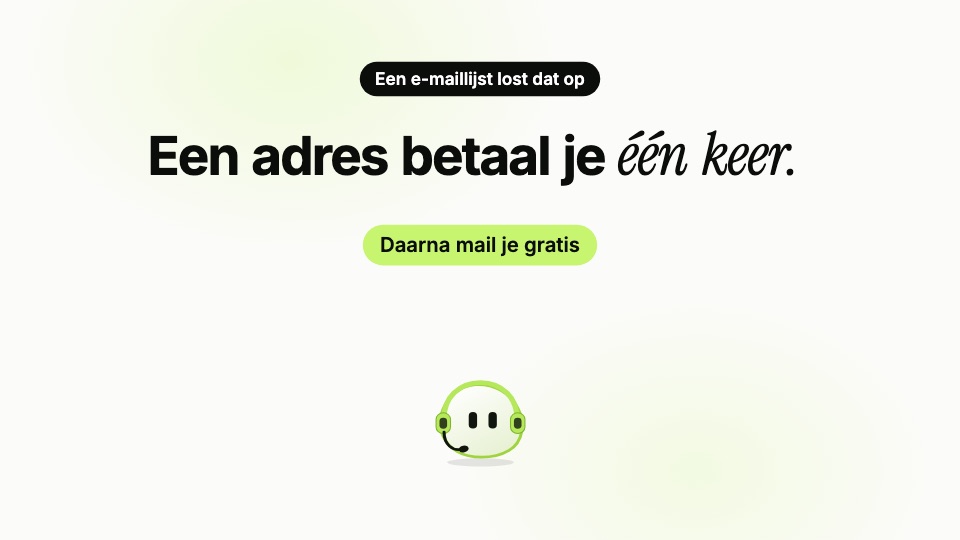 Een e-maillijst lost dat op
Een adres betaal je één keer.
Daarna mail je gratis